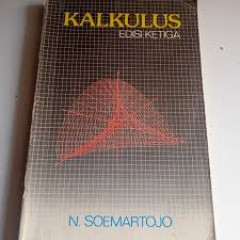 KALKULUS
EDISI KETIGA
N. SOEMARTOJO